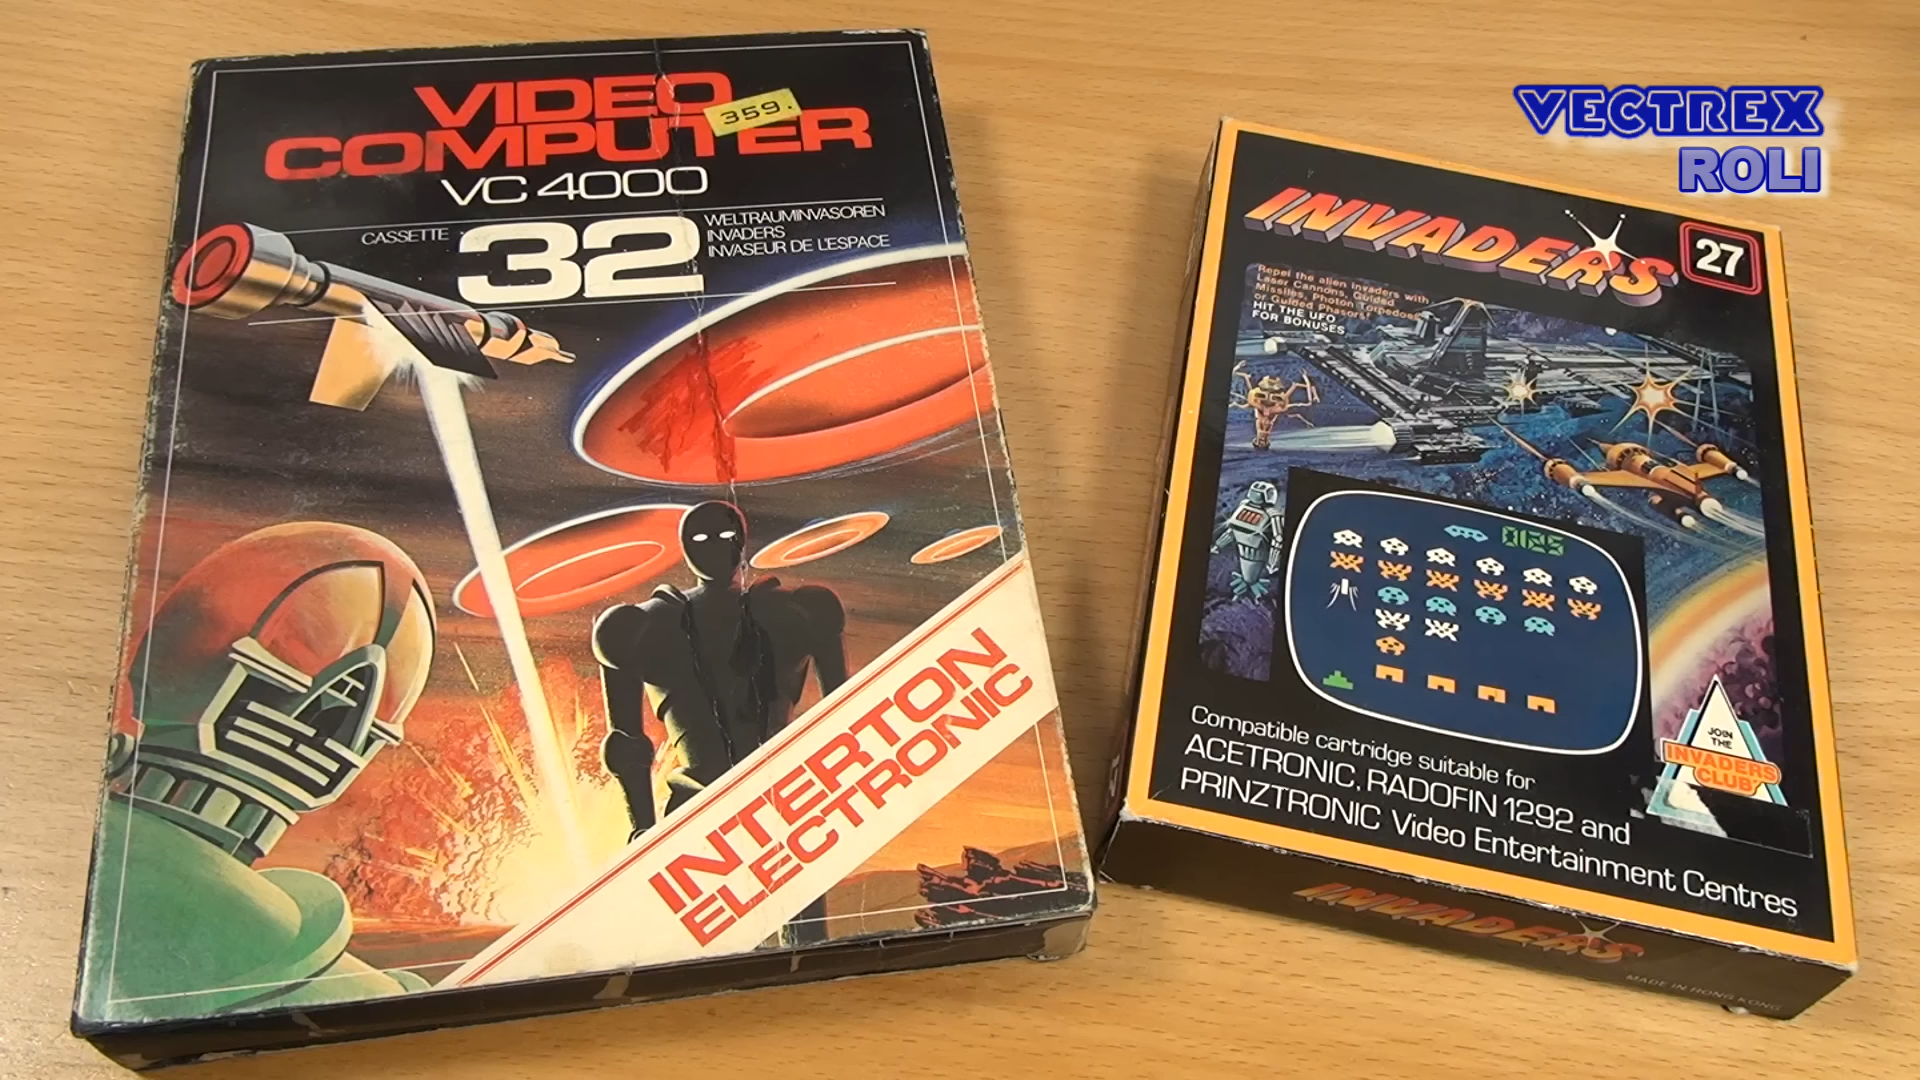 VIDEO
COMPUTER
359.
VC 4000
CASSETTE
32
WELTRAUMINVASOREN
INVADERS
INVASEUR DE L'ESPACE
INTERTON
ELECTRONIC
VECTREX
ROLI
INVADERS
27
Repel the alien invaders with
Laser Cannons, Guided
Missiles, Photon Torpedoes
or Guided Phasors!
HIT THE UFO
FOR BONUSES
0125
JOIN
THE
INVADERS
CLUB
Compatible cartridge suitable for
ACETRONIC, RADOFIN 1292 and
PRINZTRONIC Video Entertainment Centres
INVADERS
MADE IN HONG KONG